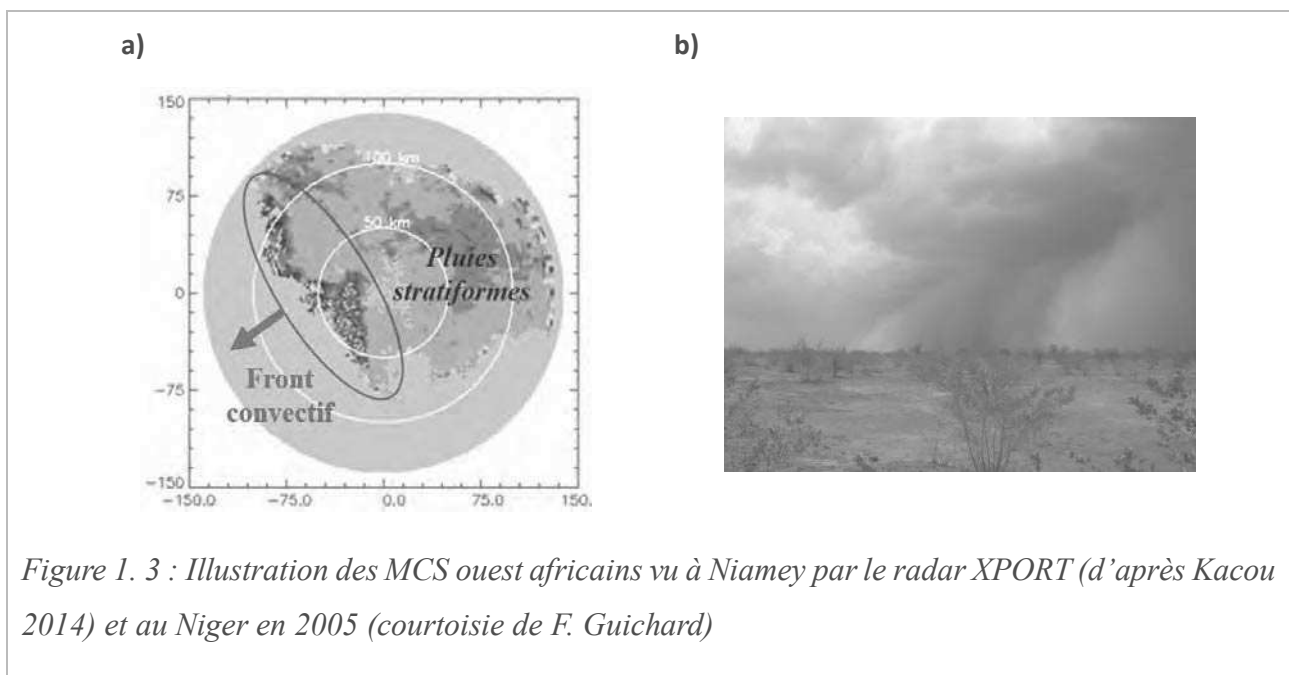 a)
b)
150
75
0
−75
−150
−150.0
−75.0
0.0
75.0
150.
100 km
50 km
Pluies
stratiformes
Front
convectif
Figure 1. 3 : Illustration des MCS ouest africains vu à Niamey par le radar XPORT (d’après Kacou
2014) et au Niger en 2005 (courtoisie de F. Guichard)